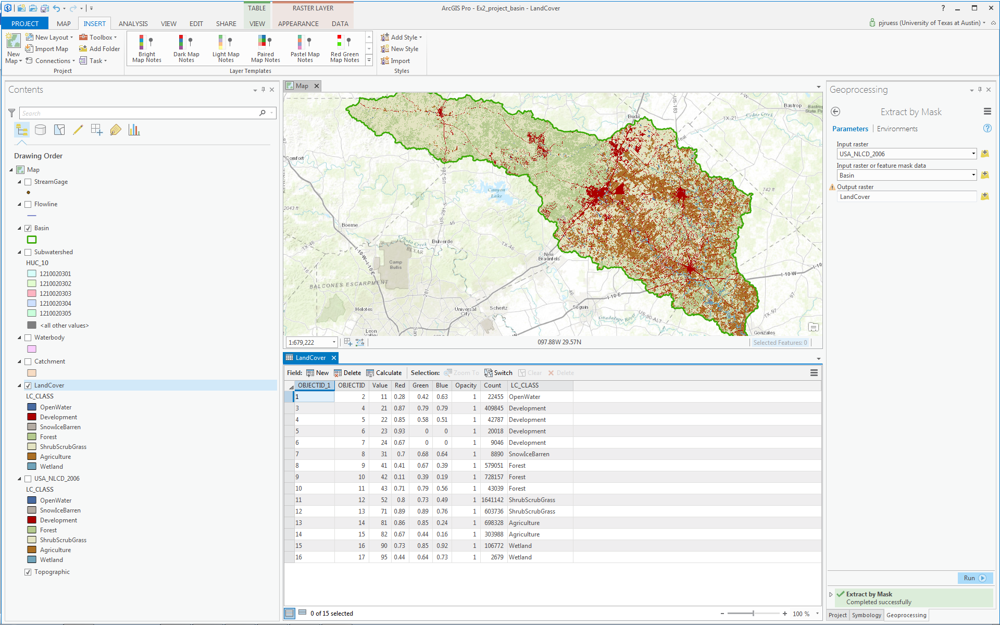 TABLE
RASTER LAYER
ArcGIS Pro - Ex2_project_basin - LandCover
?
PROJECT MAP INSERT ANALYSIS VIEW EDIT SHARE VIEW APPEARANCE DATA
pjruess (University of Texas at Austin)
New Map
New Layout
Import Map
Connections
Toolbox
Add Folder
Task
Project
Bright Map Notes
Dark Map Notes
Light Map Notes
Paired Map Notes
Pastel Map Notes
Red Green Map Notes
Layer Templates
Add Style
New Style
Import
Styles
Contents
Search
Drawing Order
Map
StreamGage
Flowline
Basin
Subwatershed
HUC_10
1210020301
1210020302
1210020303
1210020304
1210020305
<all other values>
Waterbody
Catchment
LandCover
LC_CLASS
OpenWater
Development
SnowIceBarren
Forest
ShrubScrubGrass
Agriculture
Wetland
USA_NLCD_2006
LC_CLASS
OpenWater
SnowIceBarren
Development
Forest
ShrubScrubGrass
Agriculture
Wetland
Topographic
Map
Comfort
2043 ft
US-281
US-281-S
46
Boerne
TX-46
Bulverde
Cibolo Creek
BEXAR
I-10-W
I-10-E
Camp Bullis
BALCONES ESCARPMENT
281
Helotes
Leon Valley
Universal City
Schertz
Canyon Lake
TX-46
New Braunfels
46
Seguin
I-10-E
Guadalupe River
US-90-ALT
Buda
US-183
TX-21
Cedar Creek
Bastrop
Bastrop State Pa
742 ft
I-10-W
97
TX-97
Gonzales
1:679,222
097.88W 29.57N
Selected Features: 0
LandCover
Field: New Delete Calculate Selection: Zoom To Switch Clear Delete
OBJECTID_1 OBJECTID Value Red Green Blue Opacity Count LC_CLASS
1 2 11 0.28 0.42 0.63 1 22455 OpenWater
3 4 21 0.87 0.79 0.79 1 409845 Development
4 5 22 0.85 0.58 0.51 1 42787 Development
5 6 23 0.93 0 0 1 20018 Development
6 7 24 0.67 0 0 1 9046 Development
7 8 31 0.7 0.68 0.64 1 8890 SnowIceBarren
8 9 41 0.41 0.67 0.39 1 579051 Forest
9 10 42 0.11 0.39 0.19 1 728157 Forest
10 11 43 0.71 0.79 0.56 1 43039 Forest
11 12 52 0.8 0.73 0.49 1 1641142 ShrubScrubGrass
12 13 71 0.89 0.89 0.76 1 603736 ShrubScrubGrass
13 14 81 0.86 0.85 0.24 1 698328 Agriculture
14 15 82 0.67 0.44 0.16 1 303988 Agriculture
15 16 90 0.73 0.85 0.92 1 106772 Wetland
16 17 95 0.44 0.64 0.73 1 2679 Wetland
0 of 15 selected
100 %
Geoprocessing
Extract by Mask
Parameters Environments
?
Input raster
USA_NLCD_2006
Input raster or feature mask data
Basin
Output raster
LandCover
Run
Extract by Mask
Completed successfully
Project Symbology Geoprocessing